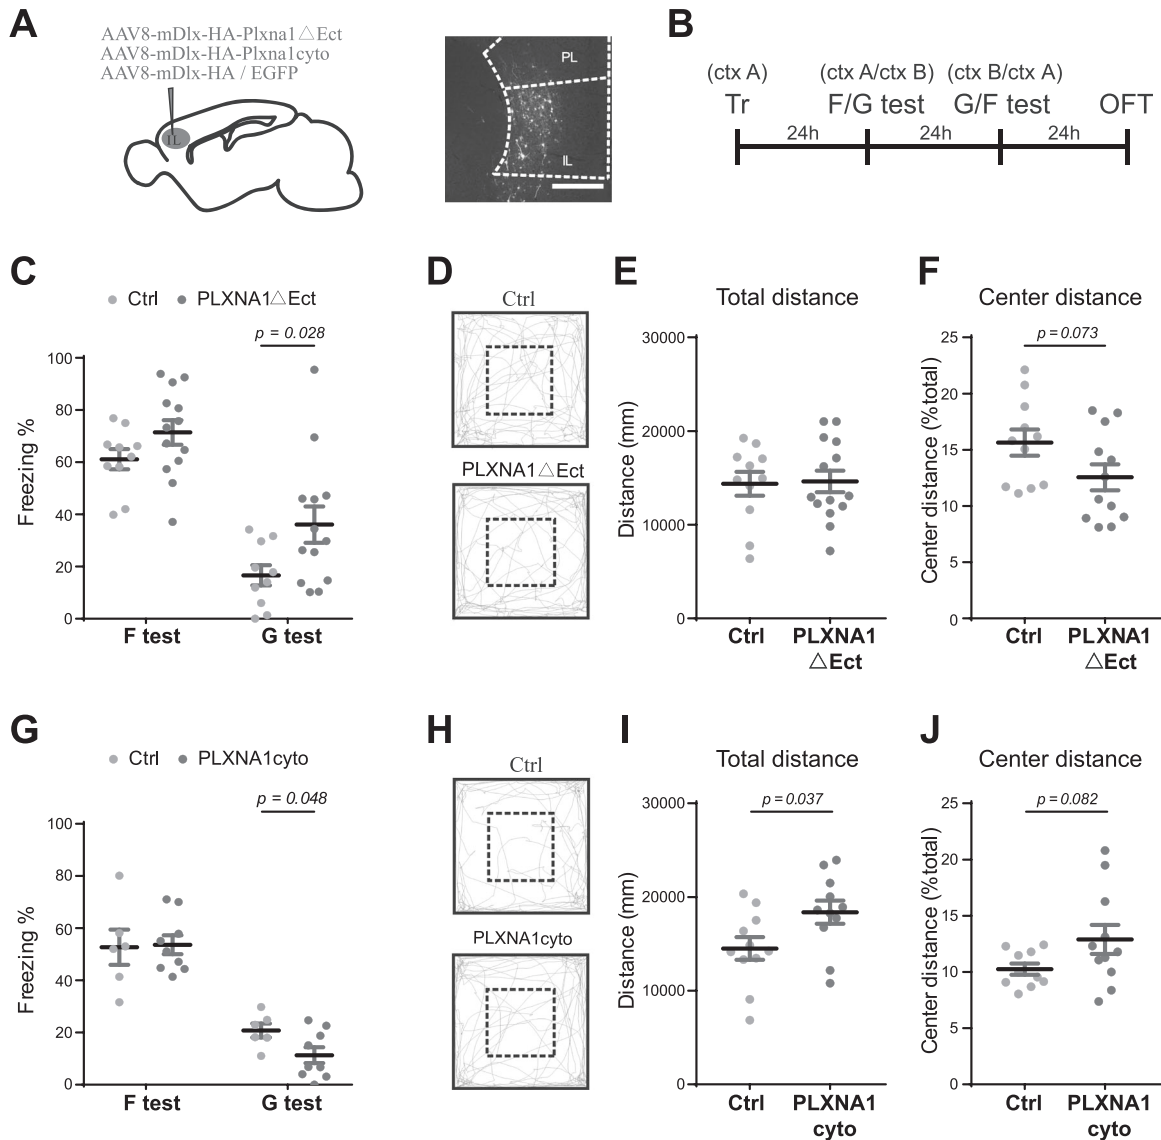 A
AAV8-mDlx-HA-Plxna1△Ect
AAV8-mDlx-HA-Plxna1cyto
AAV8-mDlx-HA / EGFP
IL
PL
IL
B
(ctx A) (ctx A/ctx B) (ctx B/ctx A)
Tr F/G test G/F test OFT
24h 24h 24h
C
Ctrl PLXNA1△Ect
p = 0.028
Freezing %
100
80
60
40
20
0
F test G test
D
Ctrl
PLXNA1△Ect
E
Total distance
Distance (mm)
30000
20000
10000
0
Ctrl PLXNA1
△Ect
F
Center distance
p = 0.073
Center distance (%total)
25
20
15
10
5
0
Ctrl PLXNA1
△Ect
G
Ctrl PLXNA1cyto
p = 0.048
Freezing %
100
80
60
40
20
0
F test G test
H
Ctrl
PLXNA1cyto
I
Total distance
p = 0.037
Distance (mm)
30000
20000
10000
0
Ctrl PLXNA1
cyto
J
Center distance
p = 0.082
Center distance (%total)
25
20
15
10
5
0
Ctrl PLXNA1
cyto